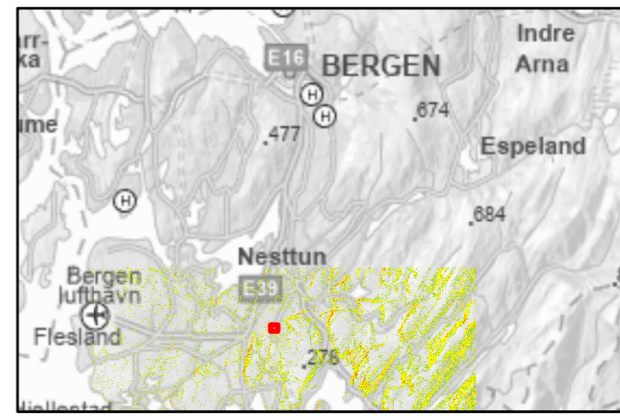 Indre
Arna
E16
BERGEN
H
H
674
477
Espeland
H
684
Nesttun
Bergen
lufthavn
E39
Flesland
278